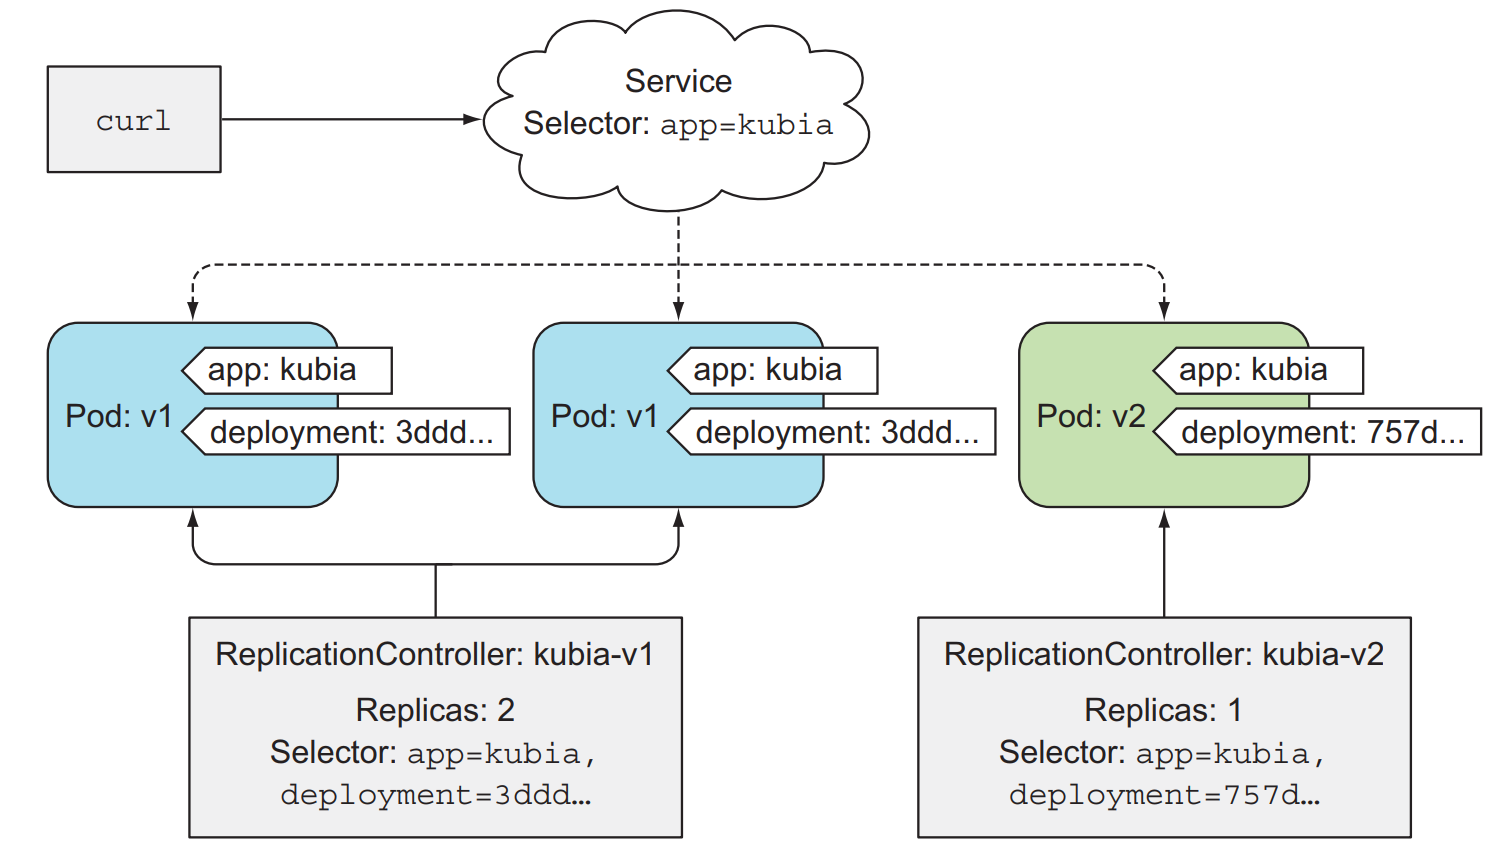 curl
Service
Selector: app=kubia
Pod: v1
app: kubia
deployment: 3ddd...
Pod: v1
app: kubia
deployment: 3ddd...
Pod: v2
app: kubia
deployment: 757d...
ReplicationController: kubia-v1
Replicas: 2
Selector: app=kubia,
deployment=3ddd...
ReplicationController: kubia-v2
Replicas: 1
Selector: app=kubia,
deployment=757d...